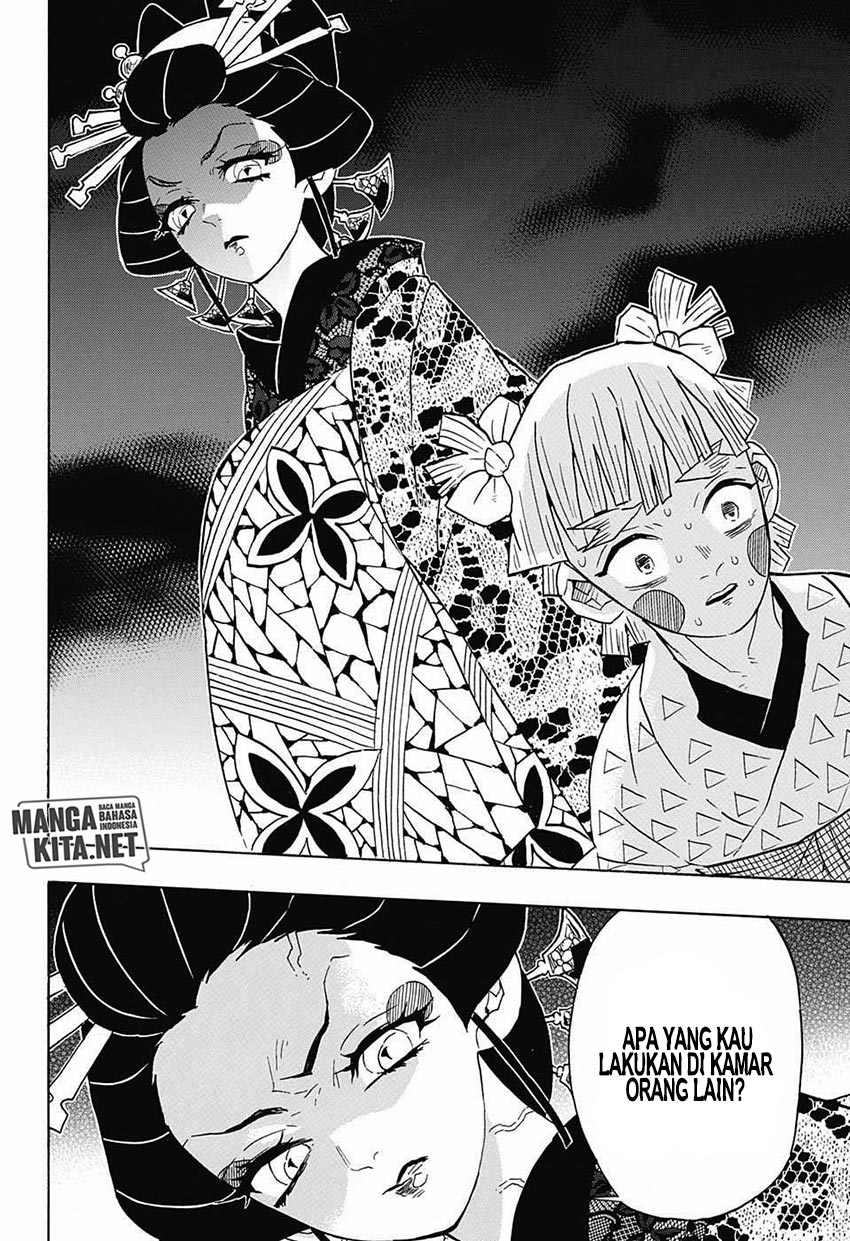 MANGA
KITA.NET
BACA MANGA
BAHASA
INDONESIA
APA YANG KAU
LAKUKAN DI KAMAR
ORANG LAIN?